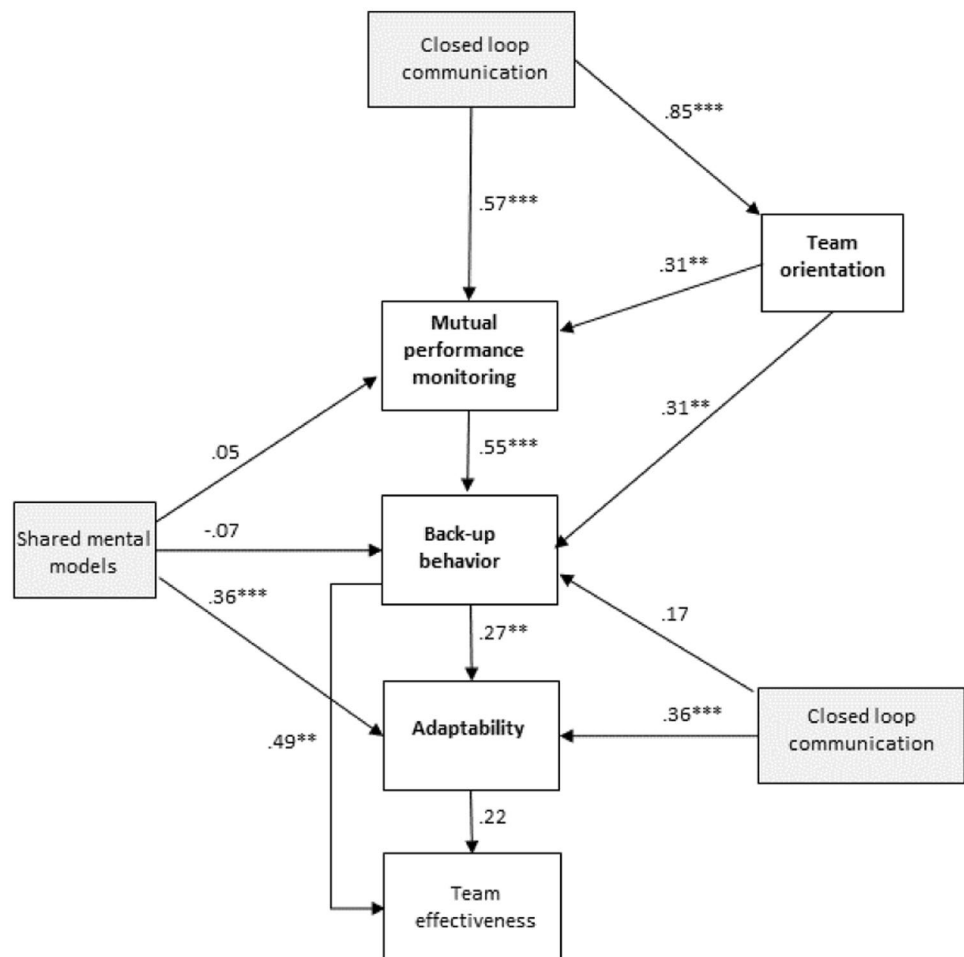 Closed loop
communication
.85***
.57***
Team
orientation
.31**
Mutual
performance
monitoring
.31**
.05
.55***
Shared mental
models
-.07
Back-up
behavior
.36***
.27**
.17
Adaptability
.36***
Closed loop
communication
.49**
.22
Team
effectiveness